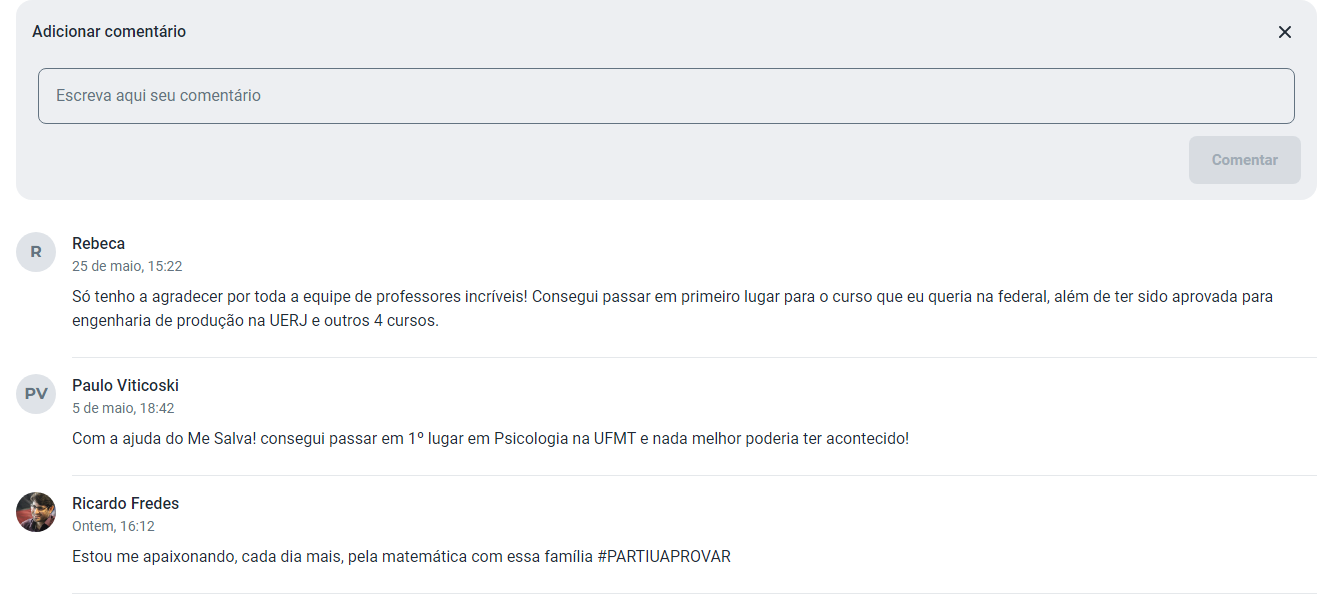 Adicionar comentário
Escreva aqui seu comentário
Comentar
R
Rebeca
25 de maio, 15:22
Só tenho a agradecer por toda a equipe de professores incríveis! Consegui passar em primeiro lugar para o curso que eu queria na federal, além de ter sido aprovada para
engenharia de produção na UERJ e outros 4 cursos.
PV
Paulo Viticoski
5 de maio, 18:42
Com a ajuda do Me Salva! consegui passar em 1º lugar em Psicologia na UFMT e nada melhor poderia ter acontecido!
Ricardo Fredes
Ontem, 16:12
Estou me apaixonando, cada dia mais, pela matemática com essa família #PARTIUAPROVAR